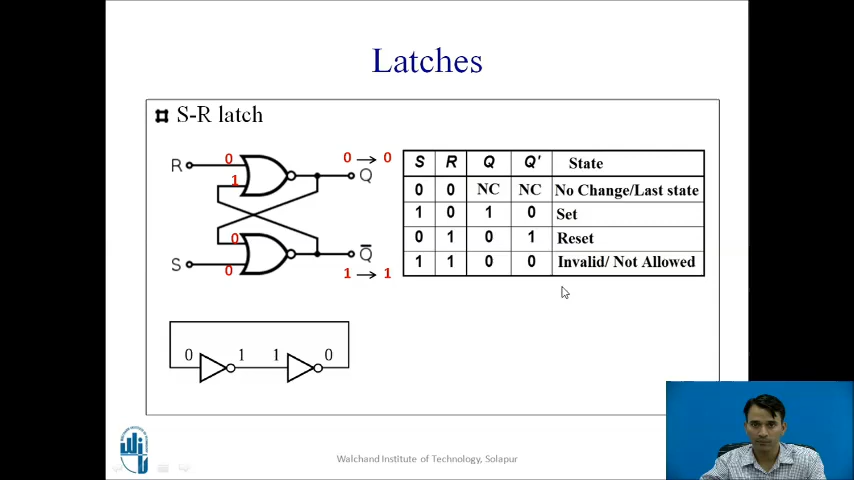 Latches
S-R latch
R 0 0 → 0 Q
1
0
S 0 1 → 1 Q̅
S R Q Q' State
0 0 NC NC No Change/Last state
1 0 1 0 Set
0 1 0 1 Reset
1 1 0 0 Invalid/ Not Allowed
0 1 1 0
Walchand Institute of Technology, Solapur